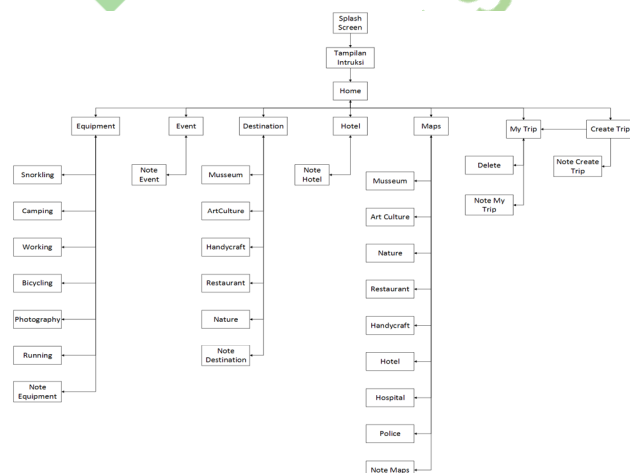 Splash
Screen
Tampilan
Intruksi
Home
Equipment
Event
Destination
Hotel
Maps
My Trip
Create Trip
Snorkling
Camping
Working
Bicycling
Photography
Running
Note
Equipment
Note
Event
Musseum
ArtCulture
Handycraft
Restaurant
Nature
Note
Destination
Note
Hotel
Musseum
Art Culture
Nature
Restaurant
Handycraft
Hotel
Hospital
Police
Note Maps
Delete
Note My
Trip
Note Create
Trip